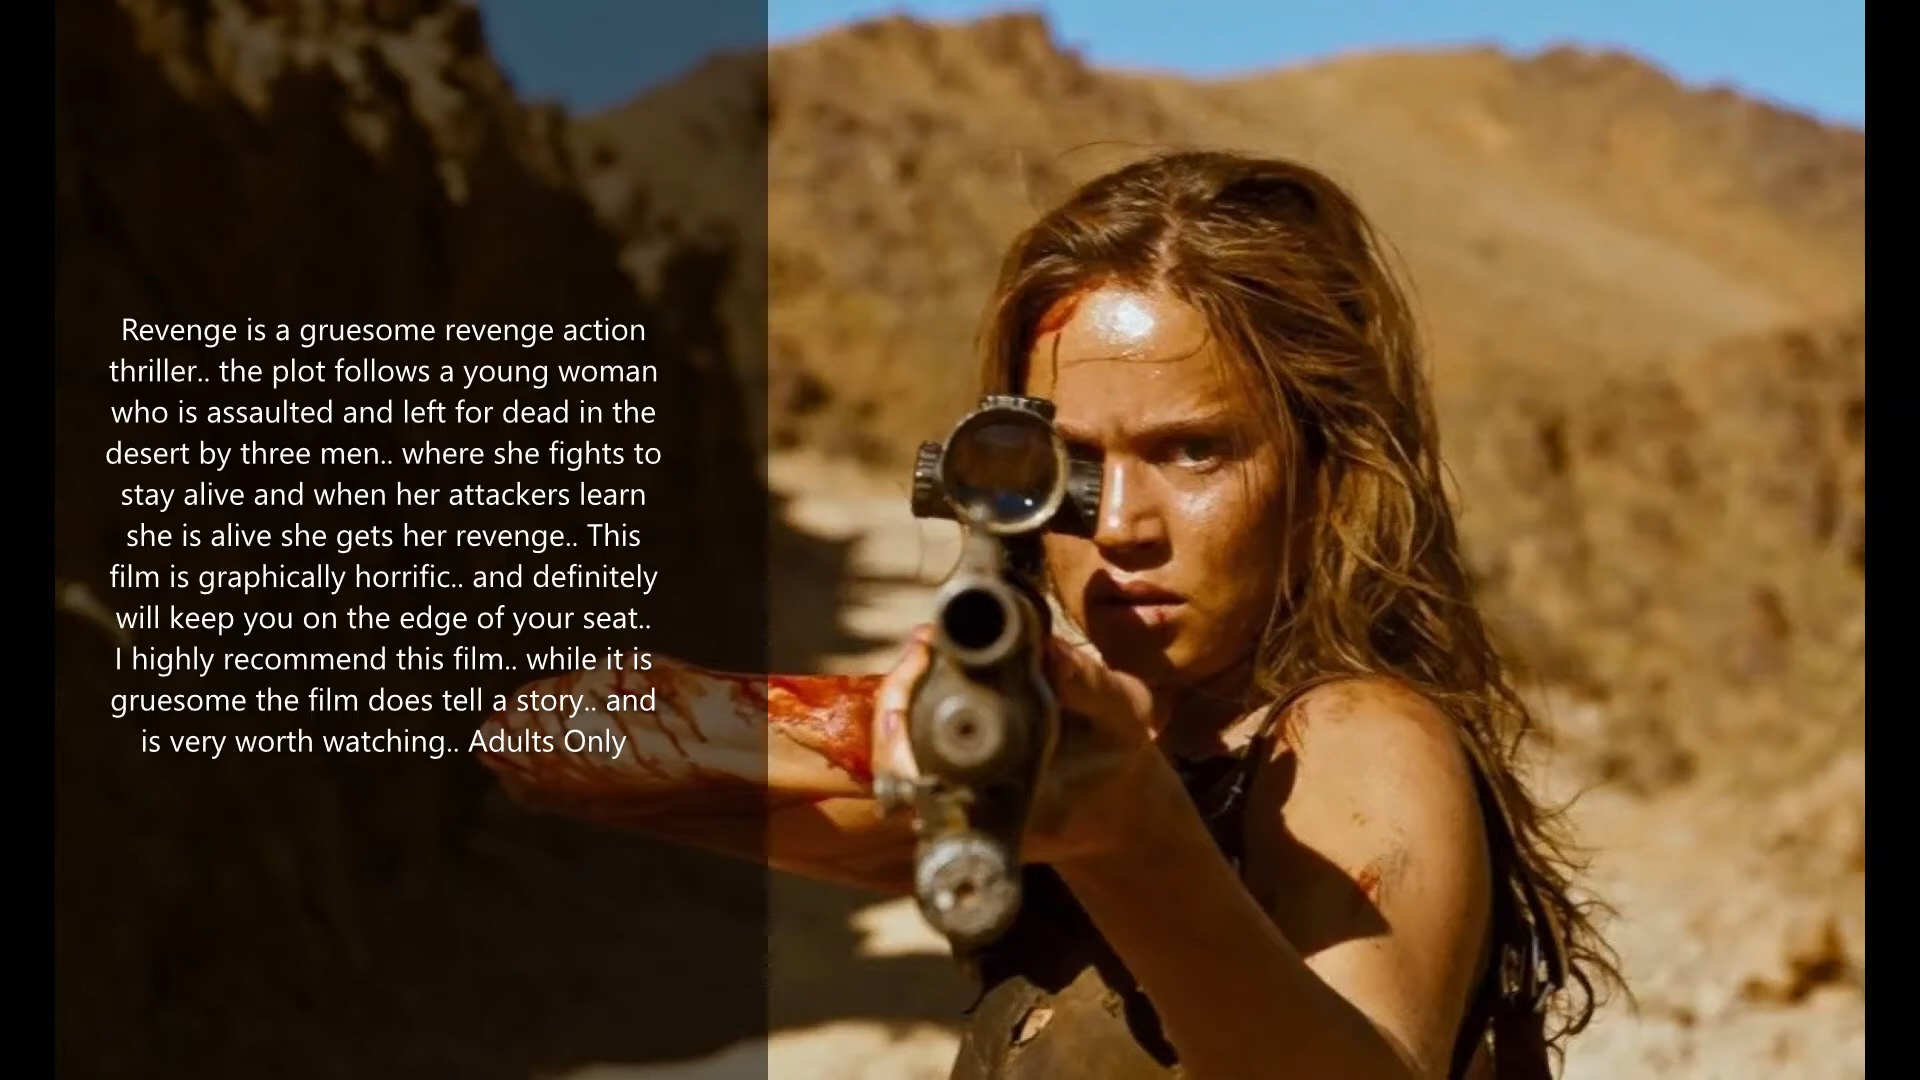 Revenge is a gruesome revenge action
thriller.. the plot follows a young woman
who is assaulted and left for dead in the
desert by three men.. where she fights to
stay alive and when her attackers learn
she is alive she gets her revenge.. This
film is graphically horrific.. and definitely
will keep you on the edge of your seat..
I highly recommend this film.. while it is
gruesome the film does tell a story.. and
is very worth watching.. Adults Only